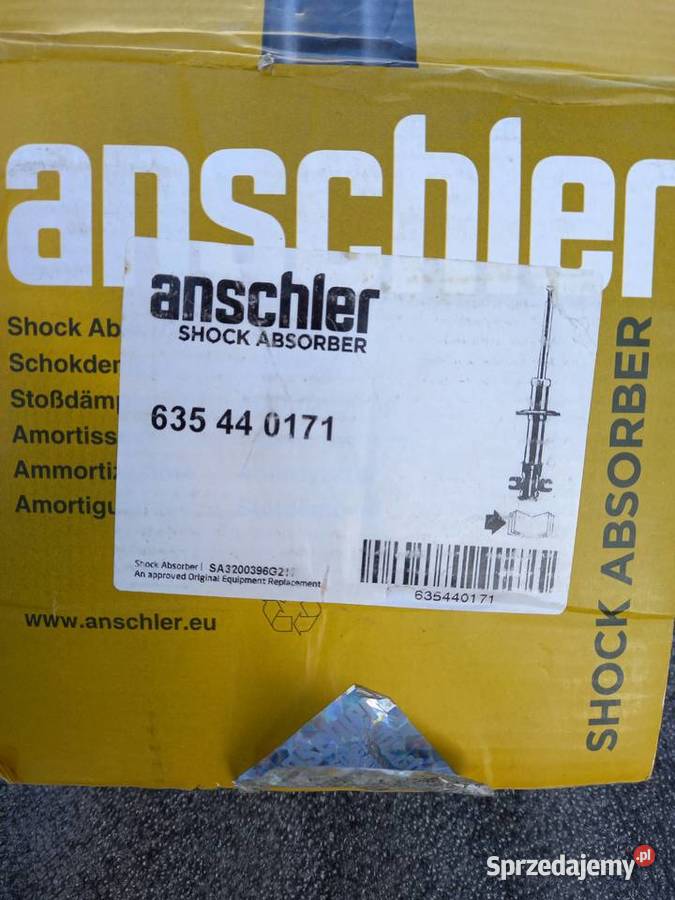 anschler
anschler
SHOCK ABSORBER
635 44 0171
Shock Ab
Schokder
Stoßdämp
Amortiss
Ammortiz
Amortigu
Shock Absorber | SA3200396G21
An approved Original Equipment Replacement
635440171
www.anschler.eu
SHOCK ABSORBER
Sprzedajemy.pl